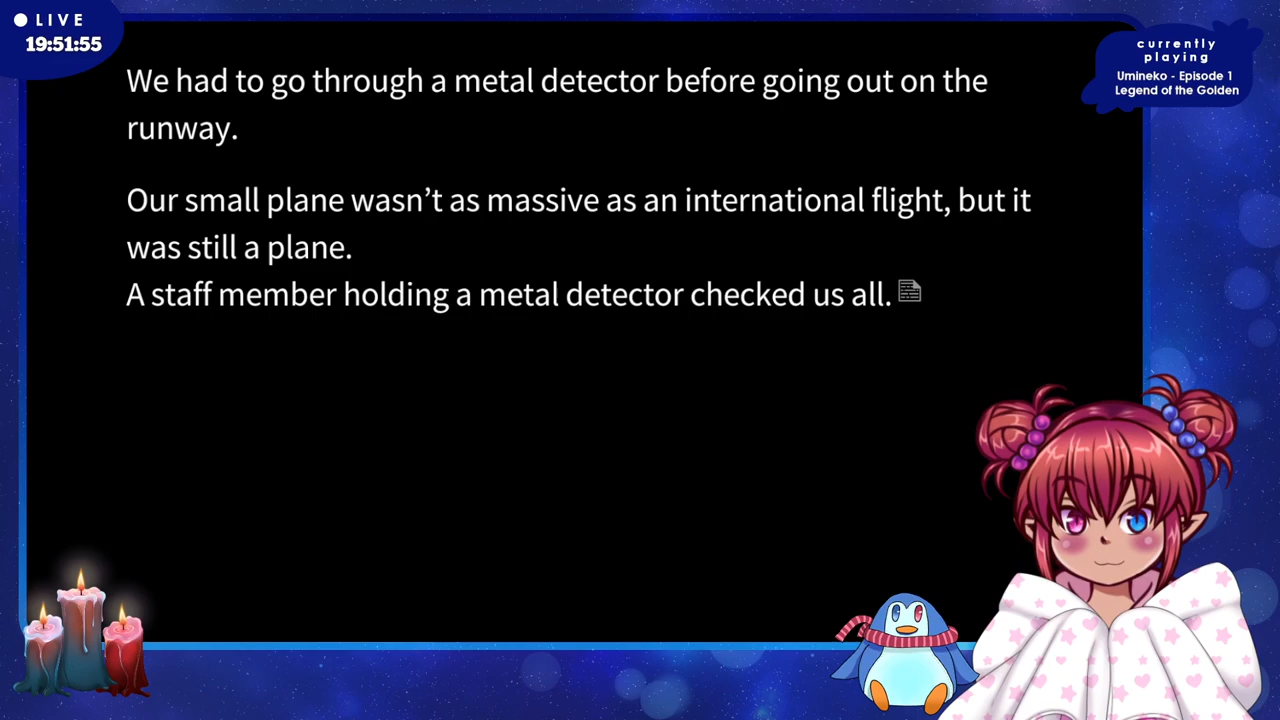 LIVE
19:51:55
currently
playing
Umineko - Episode 1
Legend of the Golden
We had to go through a metal detector before going out on the
runway.
Our small plane wasn't as massive as an international flight, but it
was still a plane.
A staff member holding a metal detector checked us all.